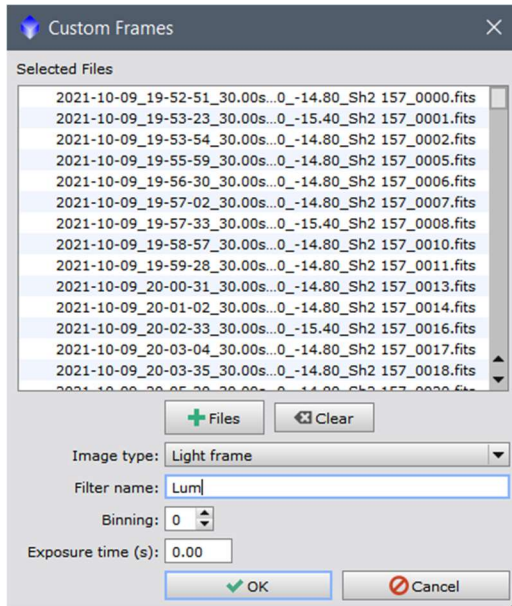 Custom Frames
Selected Files
2021-10-09_19-52-51_30.00s...0_-14.80_Sh2 157_0000.fits
2021-10-09_19-53-23_30.00s...0_-15.40_Sh2 157_0001.fits
2021-10-09_19-53-54_30.00s...0_-14.80_Sh2 157_0002.fits
2021-10-09_19-55-59_30.00s...0_-14.80_Sh2 157_0005.fits
2021-10-09_19-56-30_30.00s...0_-14.80_Sh2 157_0006.fits
2021-10-09_19-57-02_30.00s...0_-14.80_Sh2 157_0007.fits
2021-10-09_19-57-33_30.00s...0_-15.40_Sh2 157_0008.fits
2021-10-09_19-58-57_30.00s...0_-14.80_Sh2 157_0010.fits
2021-10-09_19-59-28_30.00s...0_-14.80_Sh2 157_0011.fits
2021-10-09_20-00-31_30.00s...0_-14.80_Sh2 157_0013.fits
2021-10-09_20-01-02_30.00s...0_-14.80_Sh2 157_0014.fits
2021-10-09_20-02-33_30.00s...0_-15.40_Sh2 157_0016.fits
2021-10-09_20-03-04_30.00s...0_-14.80_Sh2 157_0017.fits
2021-10-09_20-03-35_30.00s...0_-14.80_Sh2 157_0018.fits
Files Clear
Image type: Light frame
Filter name: Lum
Binning: 0
Exposure time (s): 0.00
OK Cancel